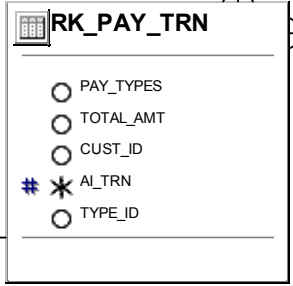 RK_PAY_TRN
PAY_TYPES
TOTAL_AMT
CUST_ID
# * AI_TRN
TYPE_ID